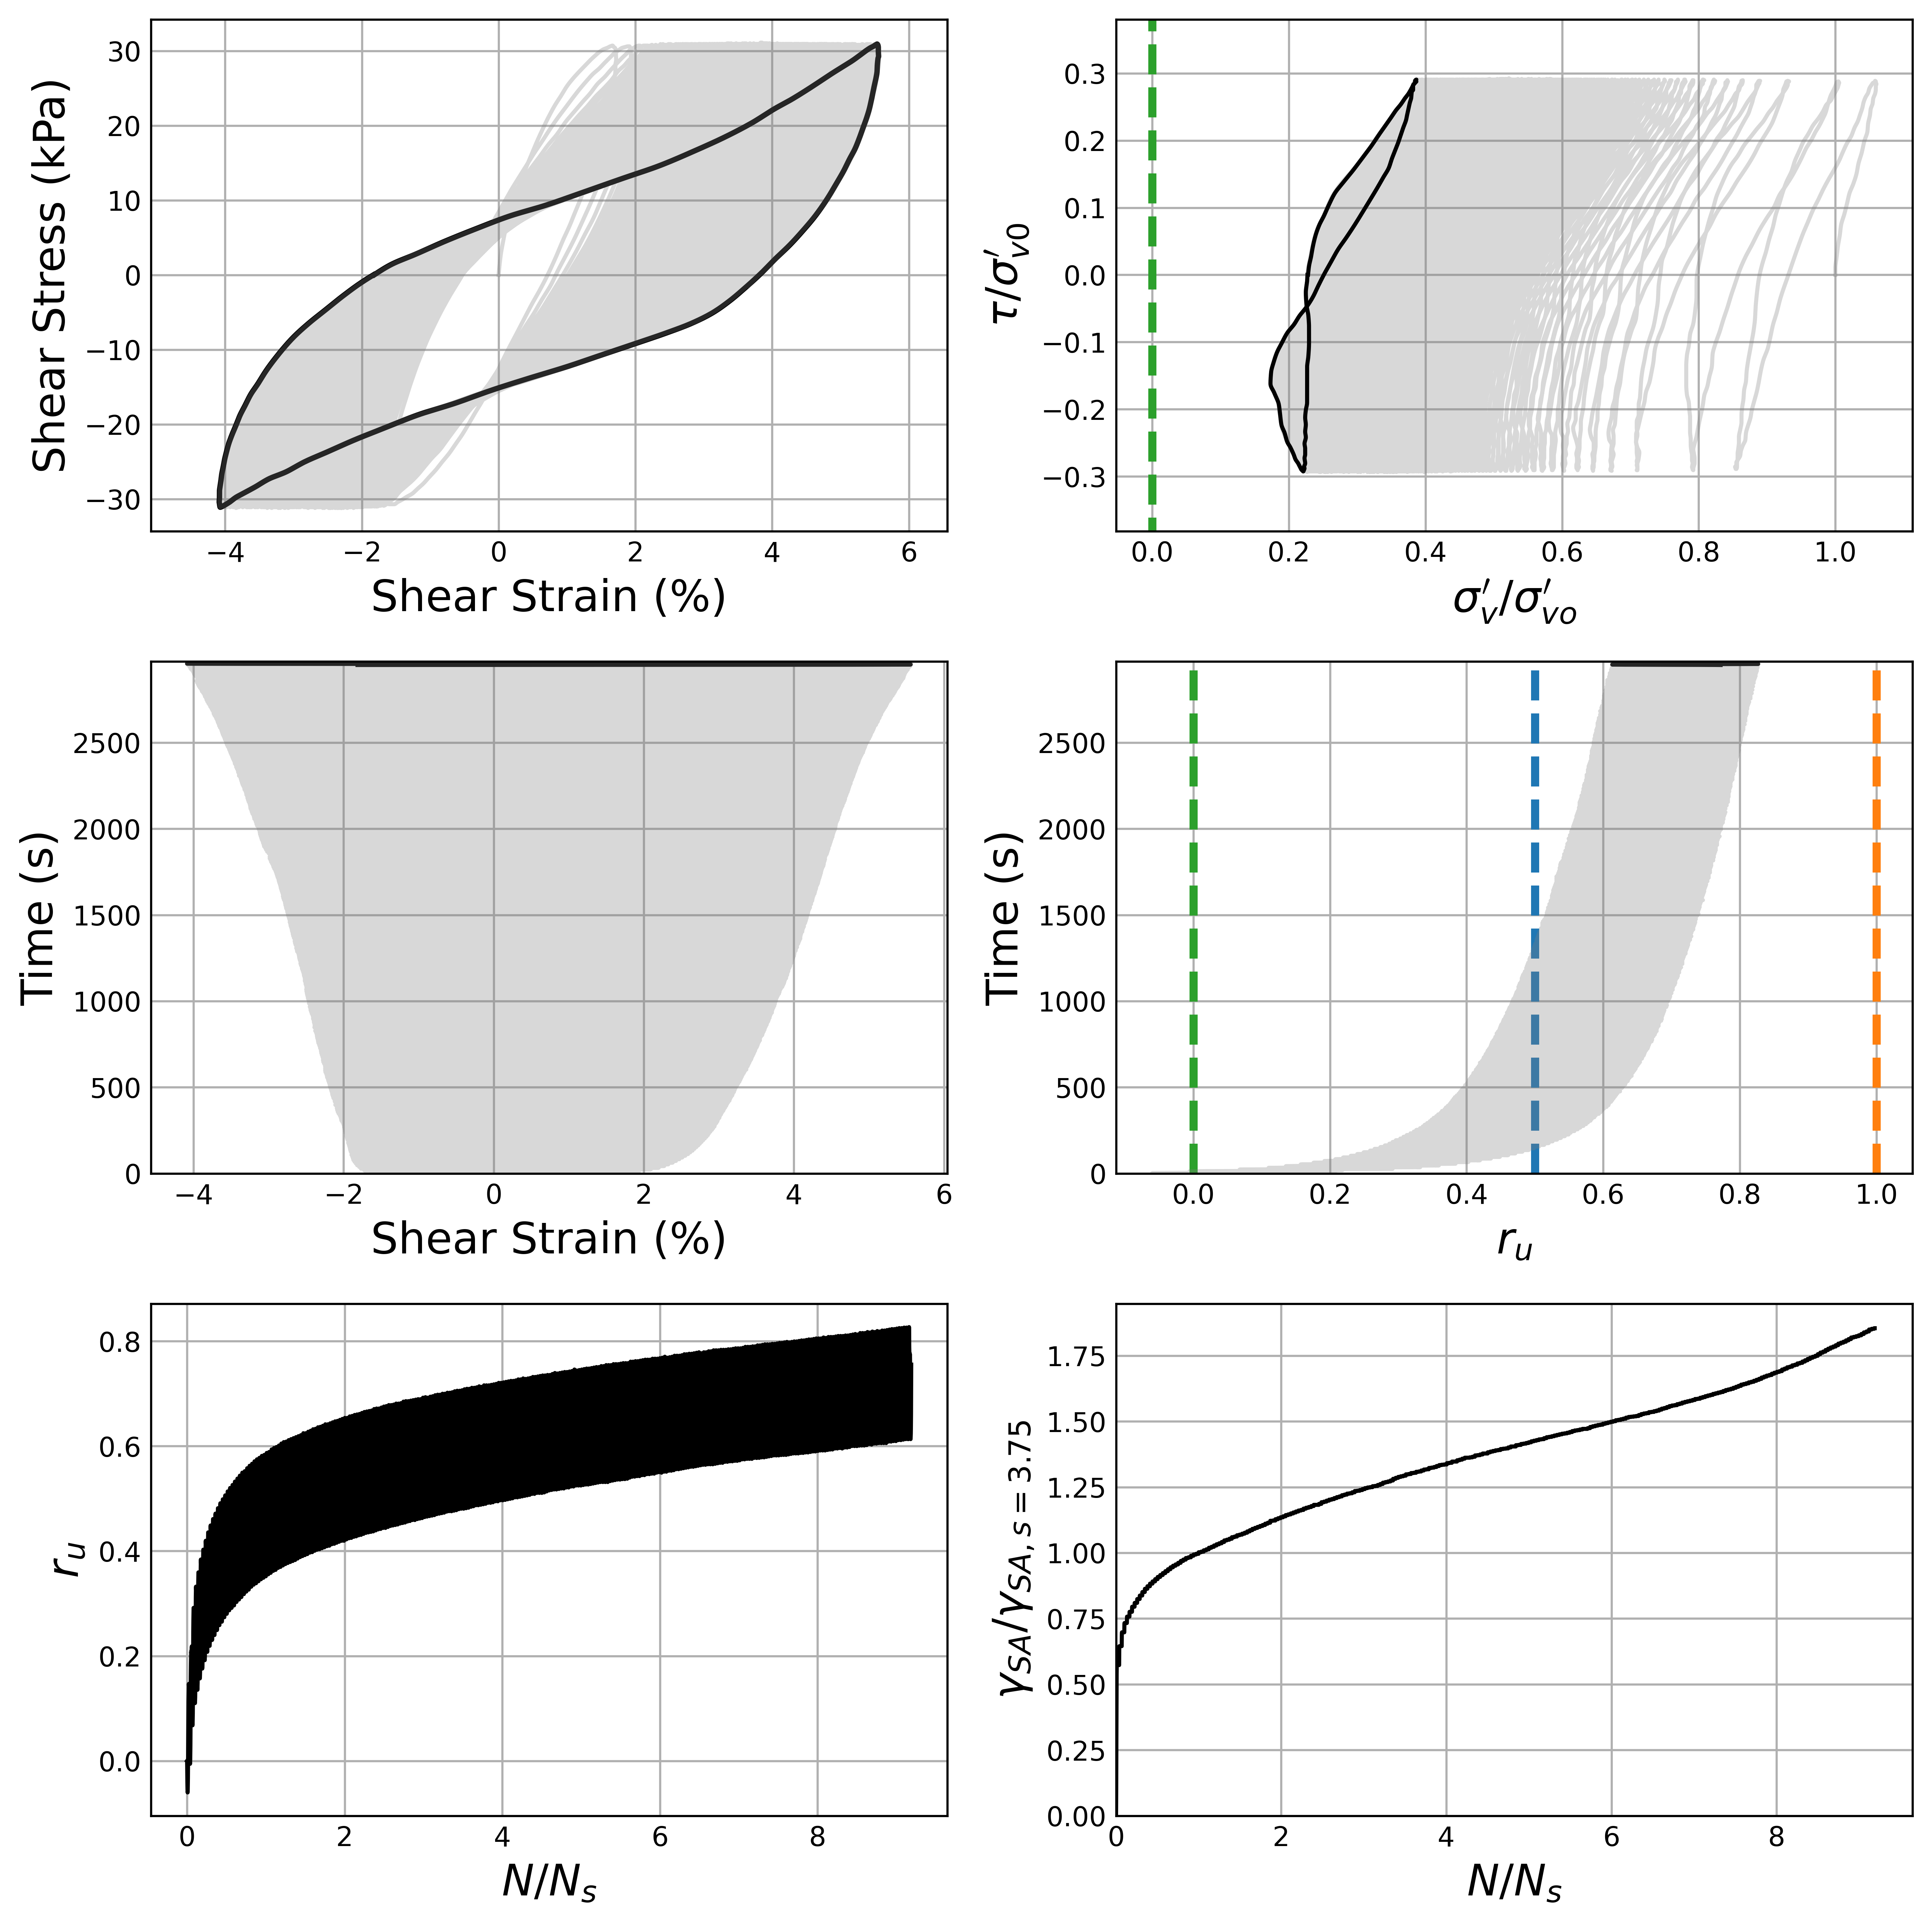 30
20
10
0
−10
−20
−30
Shear Stress (kPa)
−4 −2 0 2 4 6
Shear Strain (%)
0.3
0.2
0.1
0.0
−0.1
−0.2
−0.3
τ/σ′v0
0.0 0.2 0.4 0.6 0.8 1.0
σ′v/σ′vo
2500
2000
1500
1000
500
0
Time (s)
−4 −2 0 2 4 6
Shear Strain (%)
2500
2000
1500
1000
500
0
Time (s)
0.0 0.2 0.4 0.6 0.8 1.0
ru
0.8
0.6
0.4
0.2
0.0
ru
0 2 4 6 8
N/Ns
1.75
1.50
1.25
1.00
0.75
0.50
0.25
0.00
γSA/γSA, s = 3.75
0 2 4 6 8
N/Ns